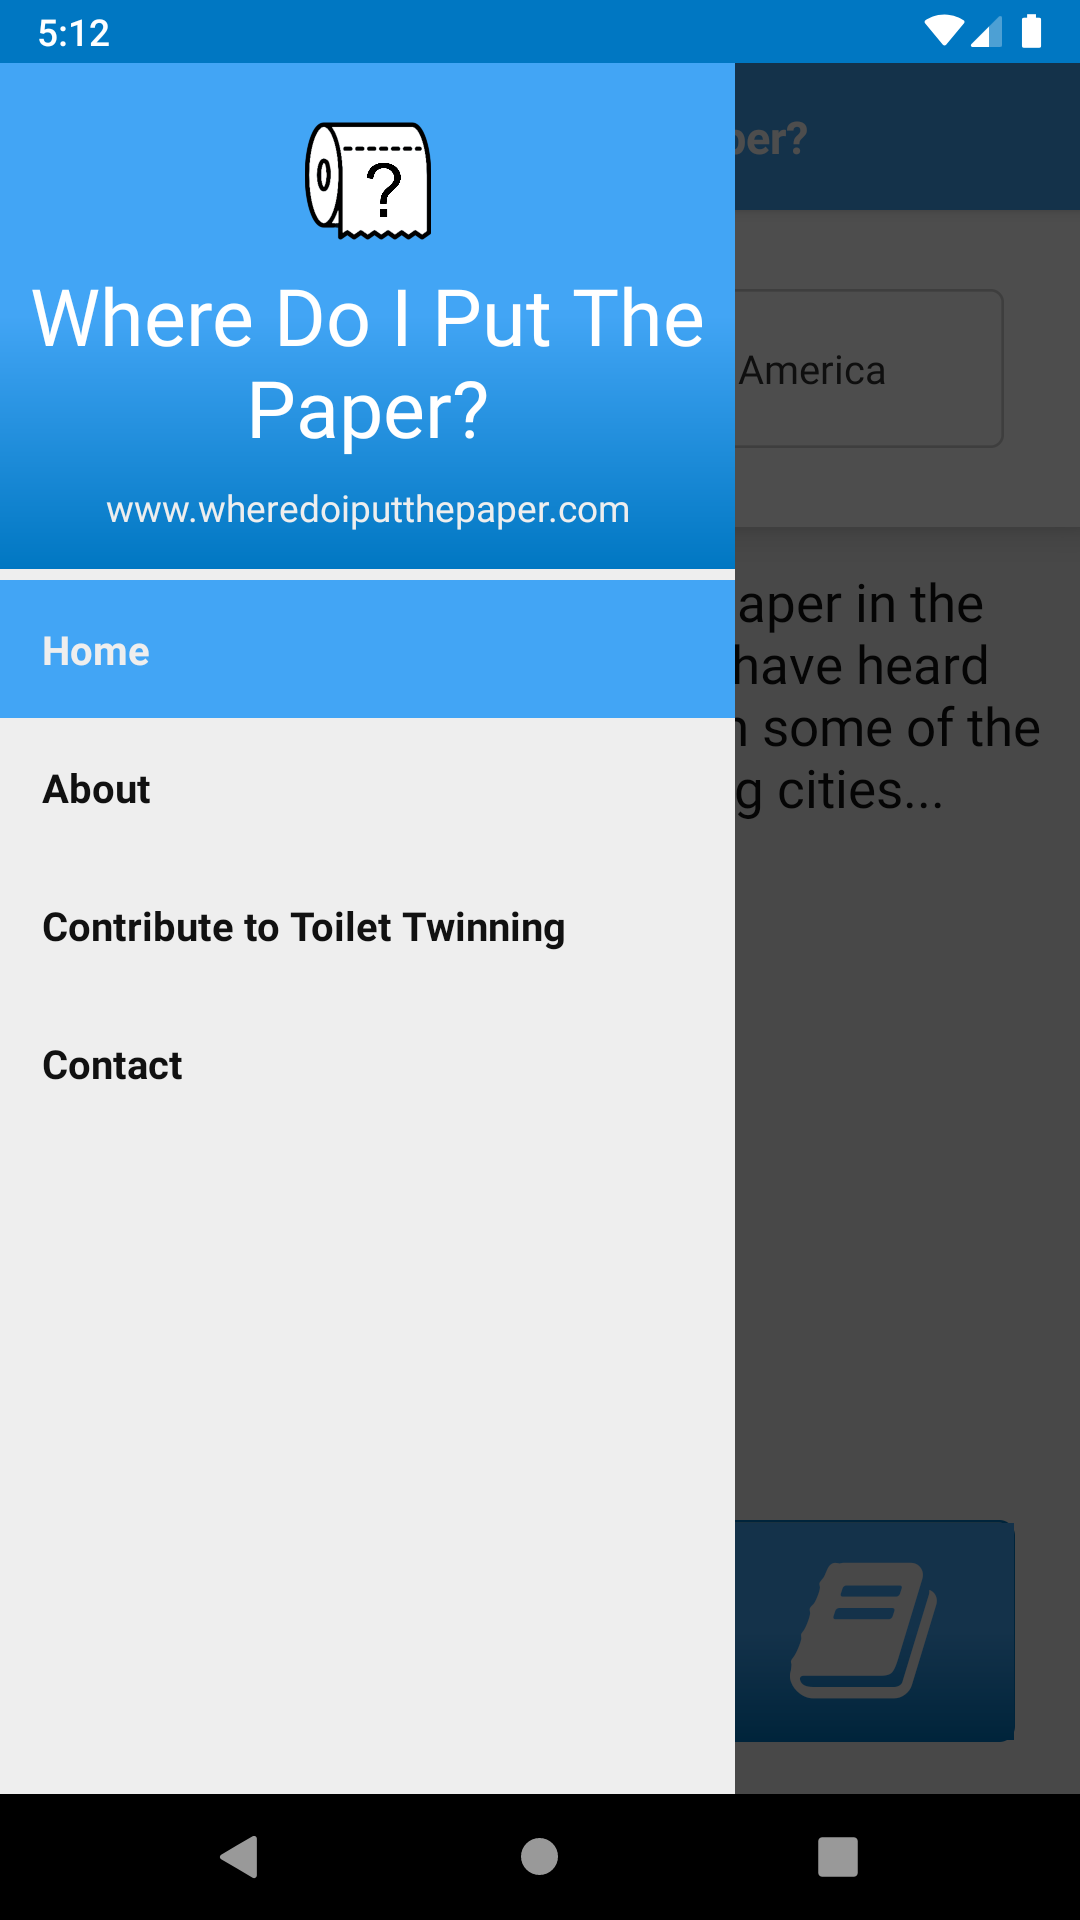 5:12
?
Where Do I Put The
Paper?
www.wheredoiputthepaper.com
Home
About
Contribute to Toilet Twinning
Contact
per?
America
aper in the
have heard
some of the
g cities...